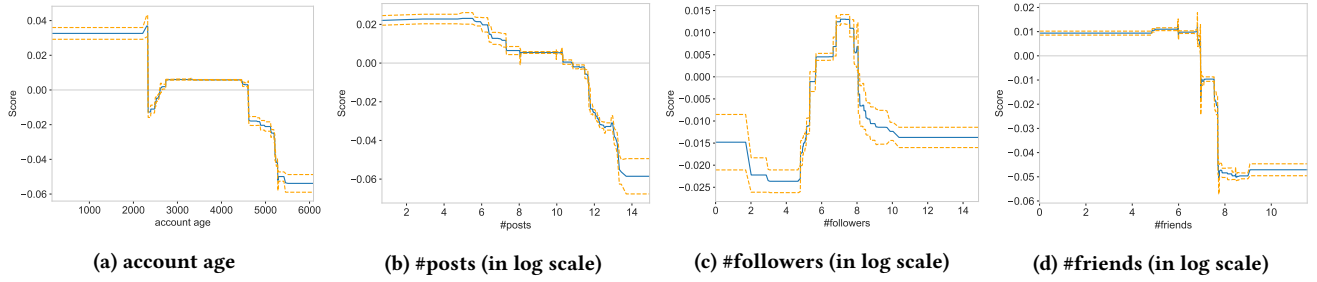 0.04
0.02
0.00
−0.02
−0.04
−0.06
Score
1000 2000 3000 4000 5000 6000
account age
(a) account age
0.02
0.00
−0.02
−0.04
−0.06
Score
2 4 6 8 10 12 14
#posts
(b) #posts (in log scale)
0.015
0.010
0.005
0.000
−0.005
−0.010
−0.015
−0.020
−0.025
Score
0 2 4 6 8 10 12 14
#followers
(c) #followers (in log scale)
0.02
0.01
0.00
−0.01
−0.02
−0.03
−0.04
−0.05
−0.06
Score
0 2 4 6 8 10
#friends
(d) #friends (in log scale)